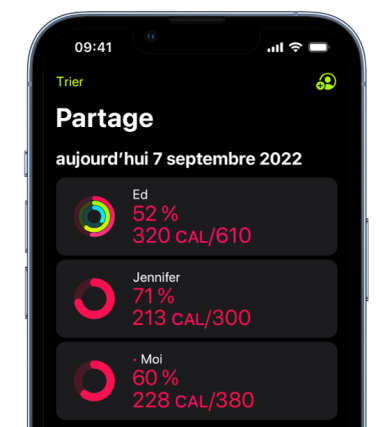 09:41
Trier
Partage
aujourd'hui 7 septembre 2022
Ed
52 %
320 CAL/610
Jennifer
71 %
213 CAL/300
• Moi
60 %
228 CAL/380